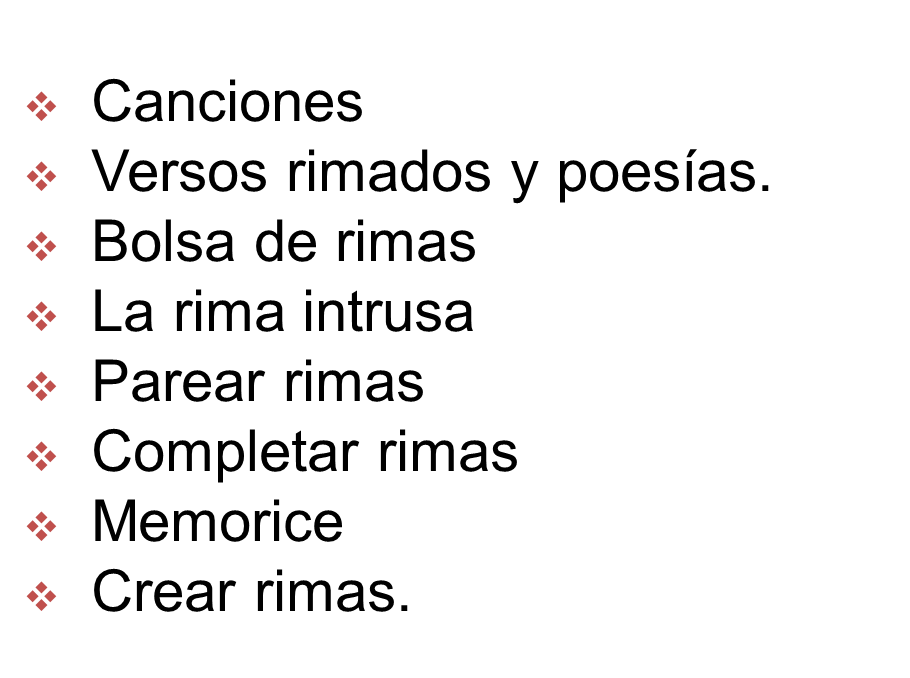 ❖ Canciones
❖ Versos rimados y poesías.
❖ Bolsa de rimas
❖ La rima intrusa
❖ Parear rimas
❖ Completar rimas
❖ Memorice
❖ Crear rimas.